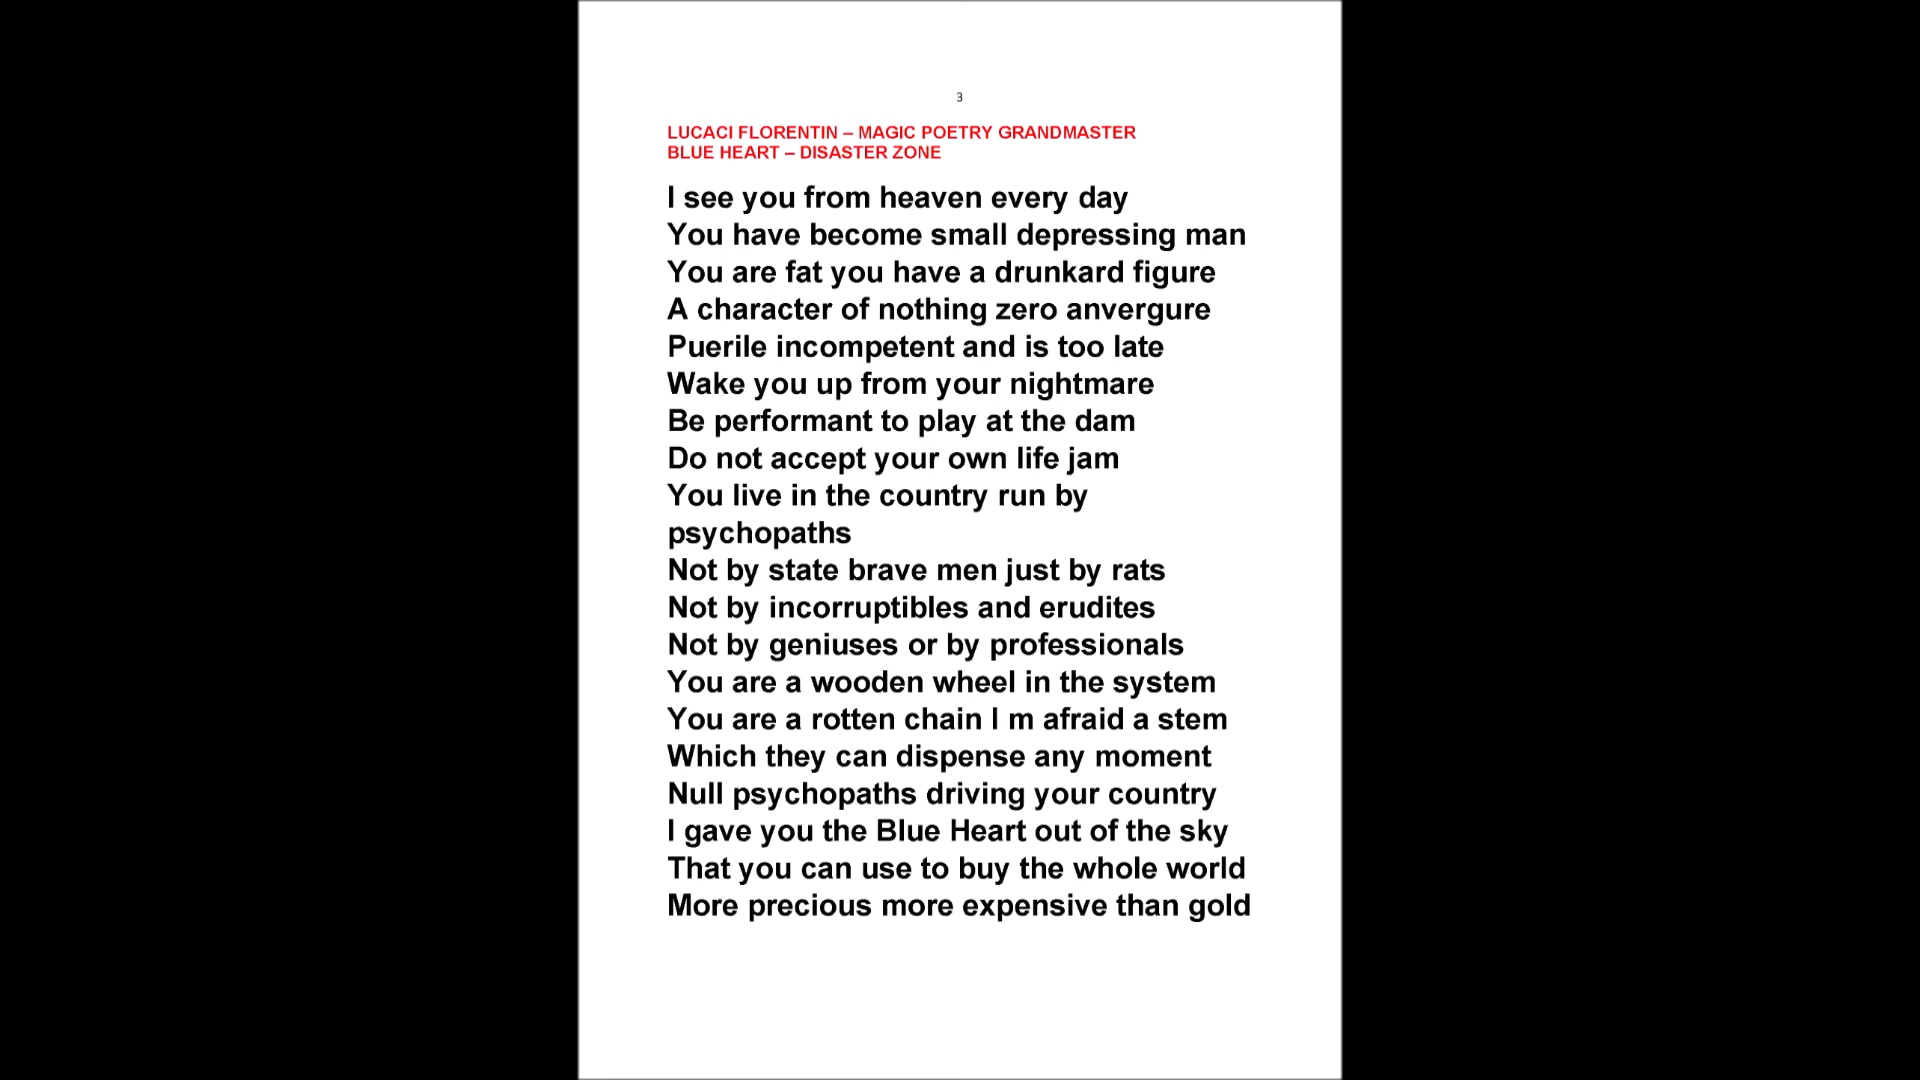 3
LUCACI FLORENTIN – MAGIC POETRY GRANDMASTER
BLUE HEART – DISASTER ZONE
I see you from heaven every day
You have become small depressing man
You are fat you have a drunkard figure
A character of nothing zero anvergure
Puerile incompetent and is too late
Wake you up from your nightmare
Be performant to play at the dam
Do not accept your own life jam
You live in the country run by
psychopaths
Not by state brave men just by rats
Not by incorruptibles and erudites
Not by geniuses or by professionals
You are a wooden wheel in the system
You are a rotten chain I m afraid a stem
Which they can dispense any moment
Null psychopaths driving your country
I gave you the Blue Heart out of the sky
That you can use to buy the whole world
More precious more expensive than gold